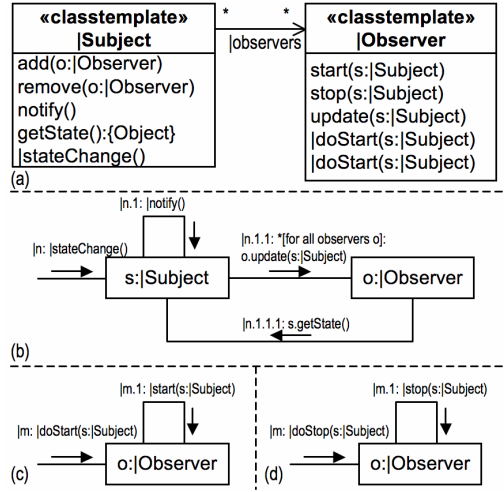 «classtemplate»
|Subject
add(o:|Observer)
remove(o:|Observer)
notify()
getState():{Object}
|stateChange()
* *
|observers
«classtemplate»
|Observer
start(s:|Subject)
stop(s:|Subject)
update(s:|Subject)
|doStart(s:|Subject)
|doStart(s:|Subject)
(a)
|n.1: |notify()
|n: |stateChange()
s:|Subject
|n.1.1: *[for all observers o]:
o.update(s:|Subject)
o:|Observer
|n.1.1.1: s.getState()
(b)
|m.1: |start(s:|Subject)
|m: |doStart(s:|Subject)
o:|Observer
(c)
|m.1: |stop(s:|Subject)
|m: |doStop(s:|Subject)
o:|Observer
(d)